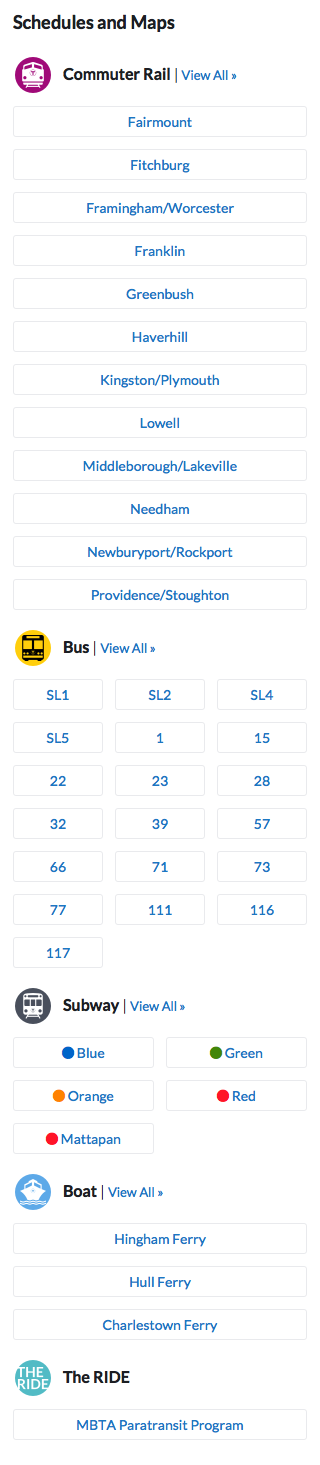 Schedules and Maps
Commuter Rail | View All »
Fairmount
Fitchburg
Framingham/Worcester
Franklin
Greenbush
Haverhill
Kingston/Plymouth
Lowell
Middleborough/Lakeville
Needham
Newburyport/Rockport
Providence/Stoughton
Bus | View All »
SL1 SL2 SL4
SL5 1 15
22 23 28
32 39 57
66 71 73
77 111 116
117
Subway | View All »
Blue Green
Orange Red
Mattapan
Boat | View All »
Hingham Ferry
Hull Ferry
Charlestown Ferry
THE
RIDE
The RIDE
MBTA Paratransit Program